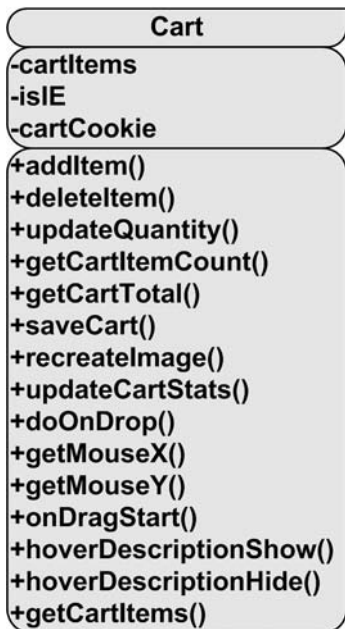 Cart
-cartItems
-isIE
-cartCookie
+addItem()
+deleteItem()
+updateQuantity()
+getCartItemCount()
+getCartTotal()
+saveCart()
+recreateImage()
+updateCartStats()
+doOnDrop()
+getMouseX()
+getMouseY()
+onDragStart()
+hoverDescriptionShow()
+hoverDescriptionHide()
+getCartItems()